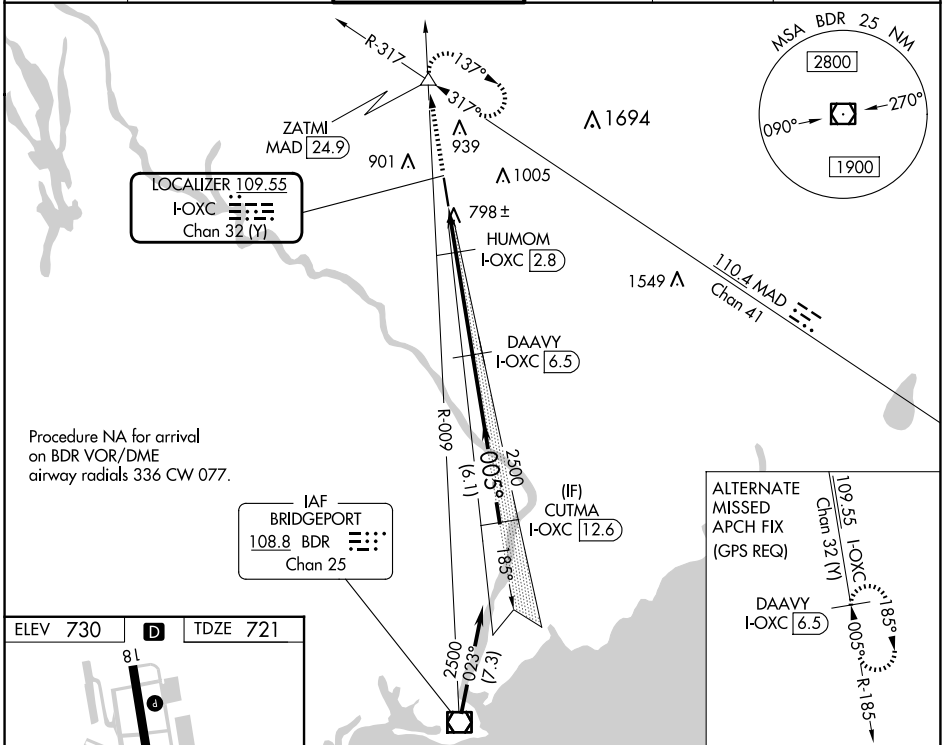 MSA BDR 25 NM
2800
090°
270°
1900
R-317
137°
317°
ZATMI
MAD 24.9
939
901
1694
1005
LOCALIZER 109.55
I-OXC
Chan 32 (Y)
798 ±
HUMOM
I-OXC 2.8
1549
110.4 MAD
Chan 41
DAAVY
I-OXC 6.5
R-009
Procedure NA for arrival
on BDR VOR/DME
airway radials 336 CW 077.
005°
2500
(6.1)
(IF)
CUTMA
I-OXC 12.6
185°
IAF
BRIDGEPORT
108.8 BDR
Chan 25
2500
023°
(7.3)
ALTERNATE
MISSED
APCH FIX
(GPS REQ)
109.55 I-OXC
Chan 32 (Y)
DAAVY
I-OXC 6.5
185°
005°
R-185
ELEV 730
D
TDZE 721
18
P